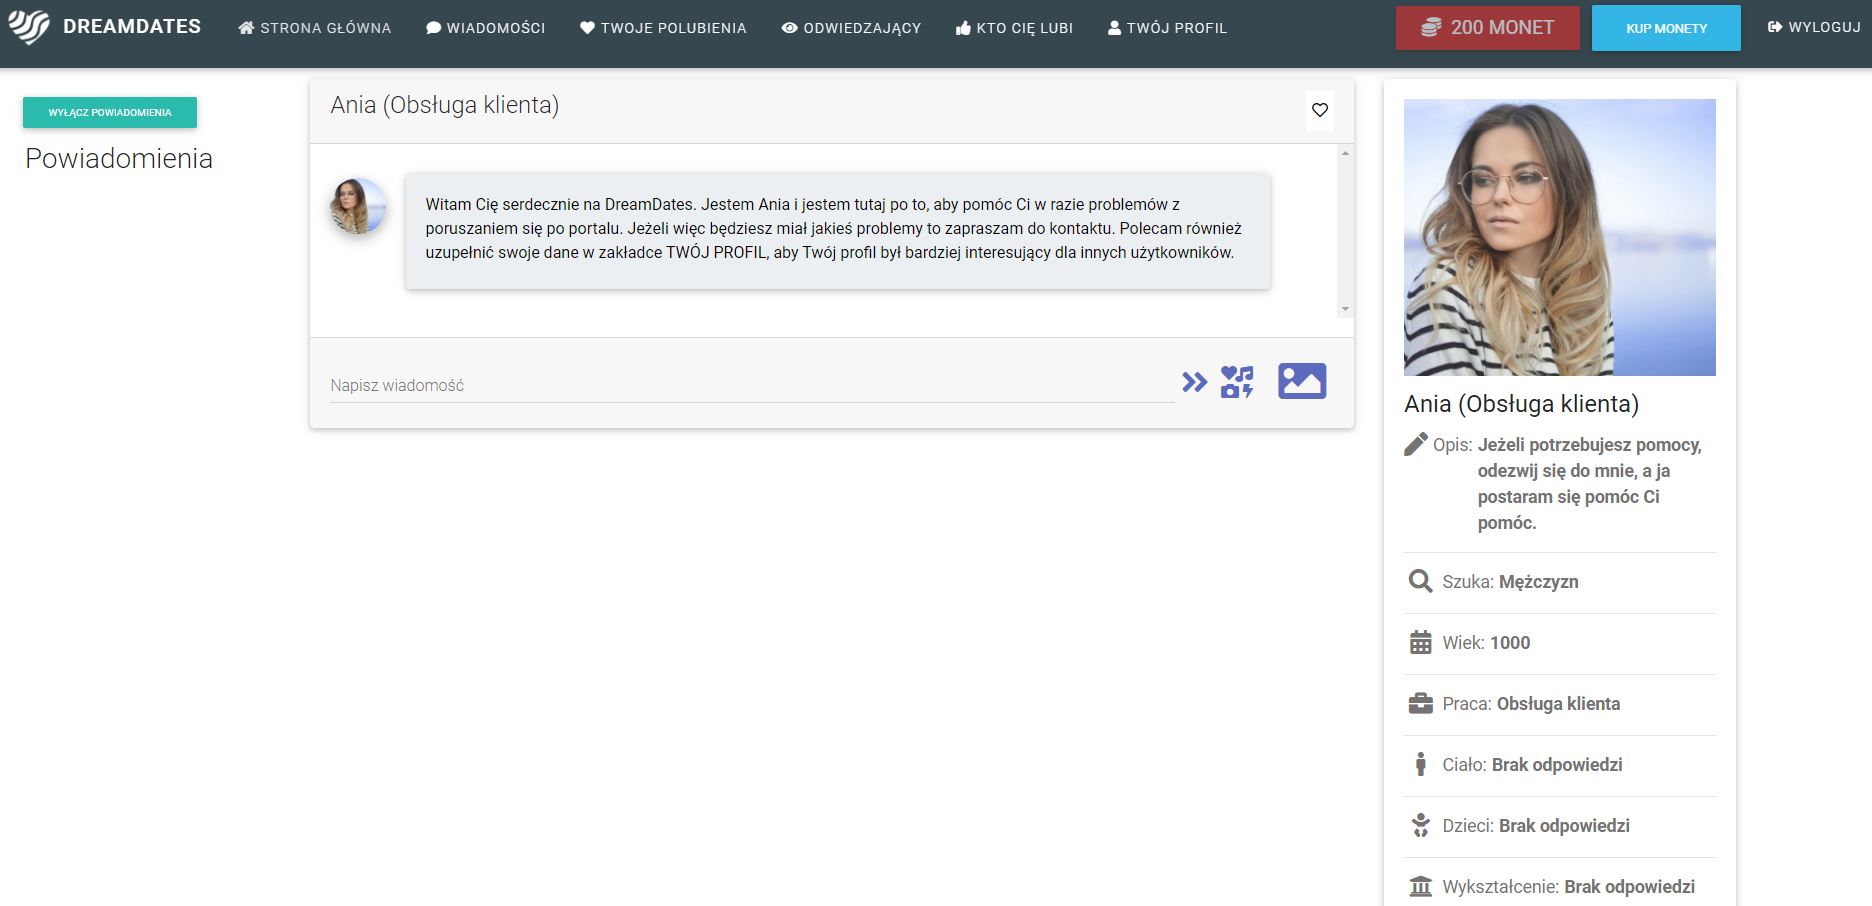 DREAMDATES
STRONA GŁÓWNA
WIADOMOŚCI
TWOJE POLUBIENIA
ODWIEDZAJĄCY
KTO CIĘ LUBI
TWÓJ PROFIL
200 MONET
KUP MONETY
WYLOGUJ
WYŁĄCZ POWIADOMIENIA
Powiadomienia
Ania (Obsługa klienta)
Witam Cię serdecznie na DreamDates. Jestem Ania i jestem tutaj po to, aby pomóc Ci w razie problemów z
poruszaniem się po portalu. Jeżeli więc będziesz miał jakieś problemy to zapraszam do kontaktu. Polecam również
uzupełnić swoje dane w zakładce TWÓJ PROFIL, aby Twój profil był bardziej interesujący dla innych użytkowników.
Napisz wiadomość
Ania (Obsługa klienta)
Opis: Jeżeli potrzebujesz pomocy,
odezwij się do mnie, a ja
postaram się pomóc Ci
pomóc.
Szuka: Mężczyzn
Wiek: 1000
Praca: Obsługa klienta
Ciało: Brak odpowiedzi
Dzieci: Brak odpowiedzi
Wykształcenie: Brak odpowiedzi